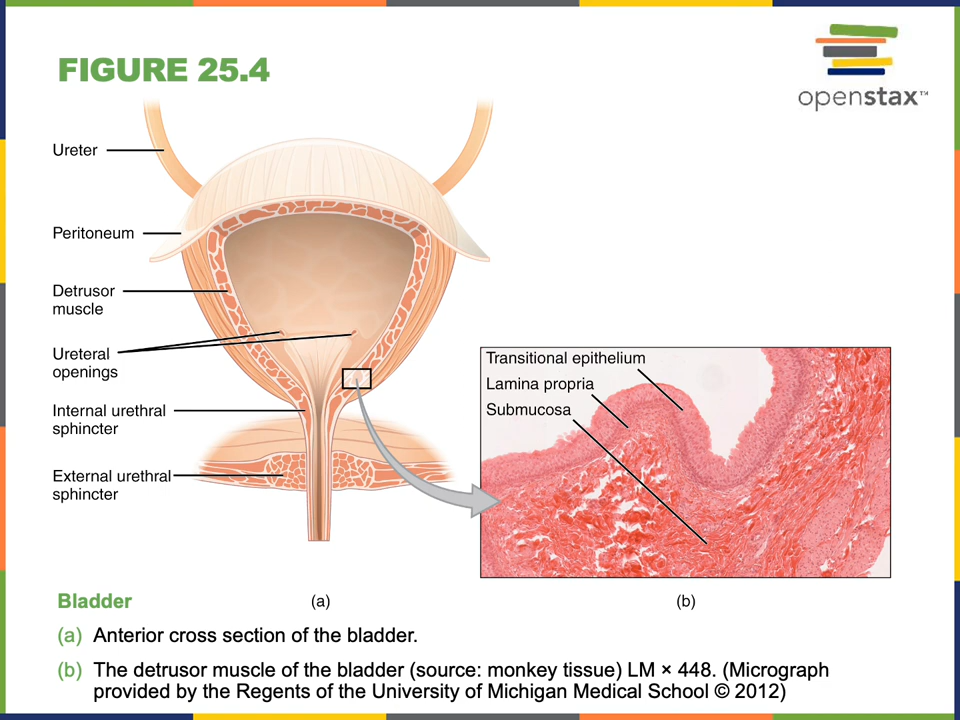 FIGURE 25.4
openstax™
Ureter
Peritoneum
Detrusor
muscle
Ureteral
openings
Internal urethral
sphincter
External urethral
sphincter
Transitional epithelium
Lamina propria
Submucosa
Bladder
(a)
(b)
(a) Anterior cross section of the bladder.
(b) The detrusor muscle of the bladder (source: monkey tissue) LM × 448. (Micrograph
provided by the Regents of the University of Michigan Medical School © 2012)